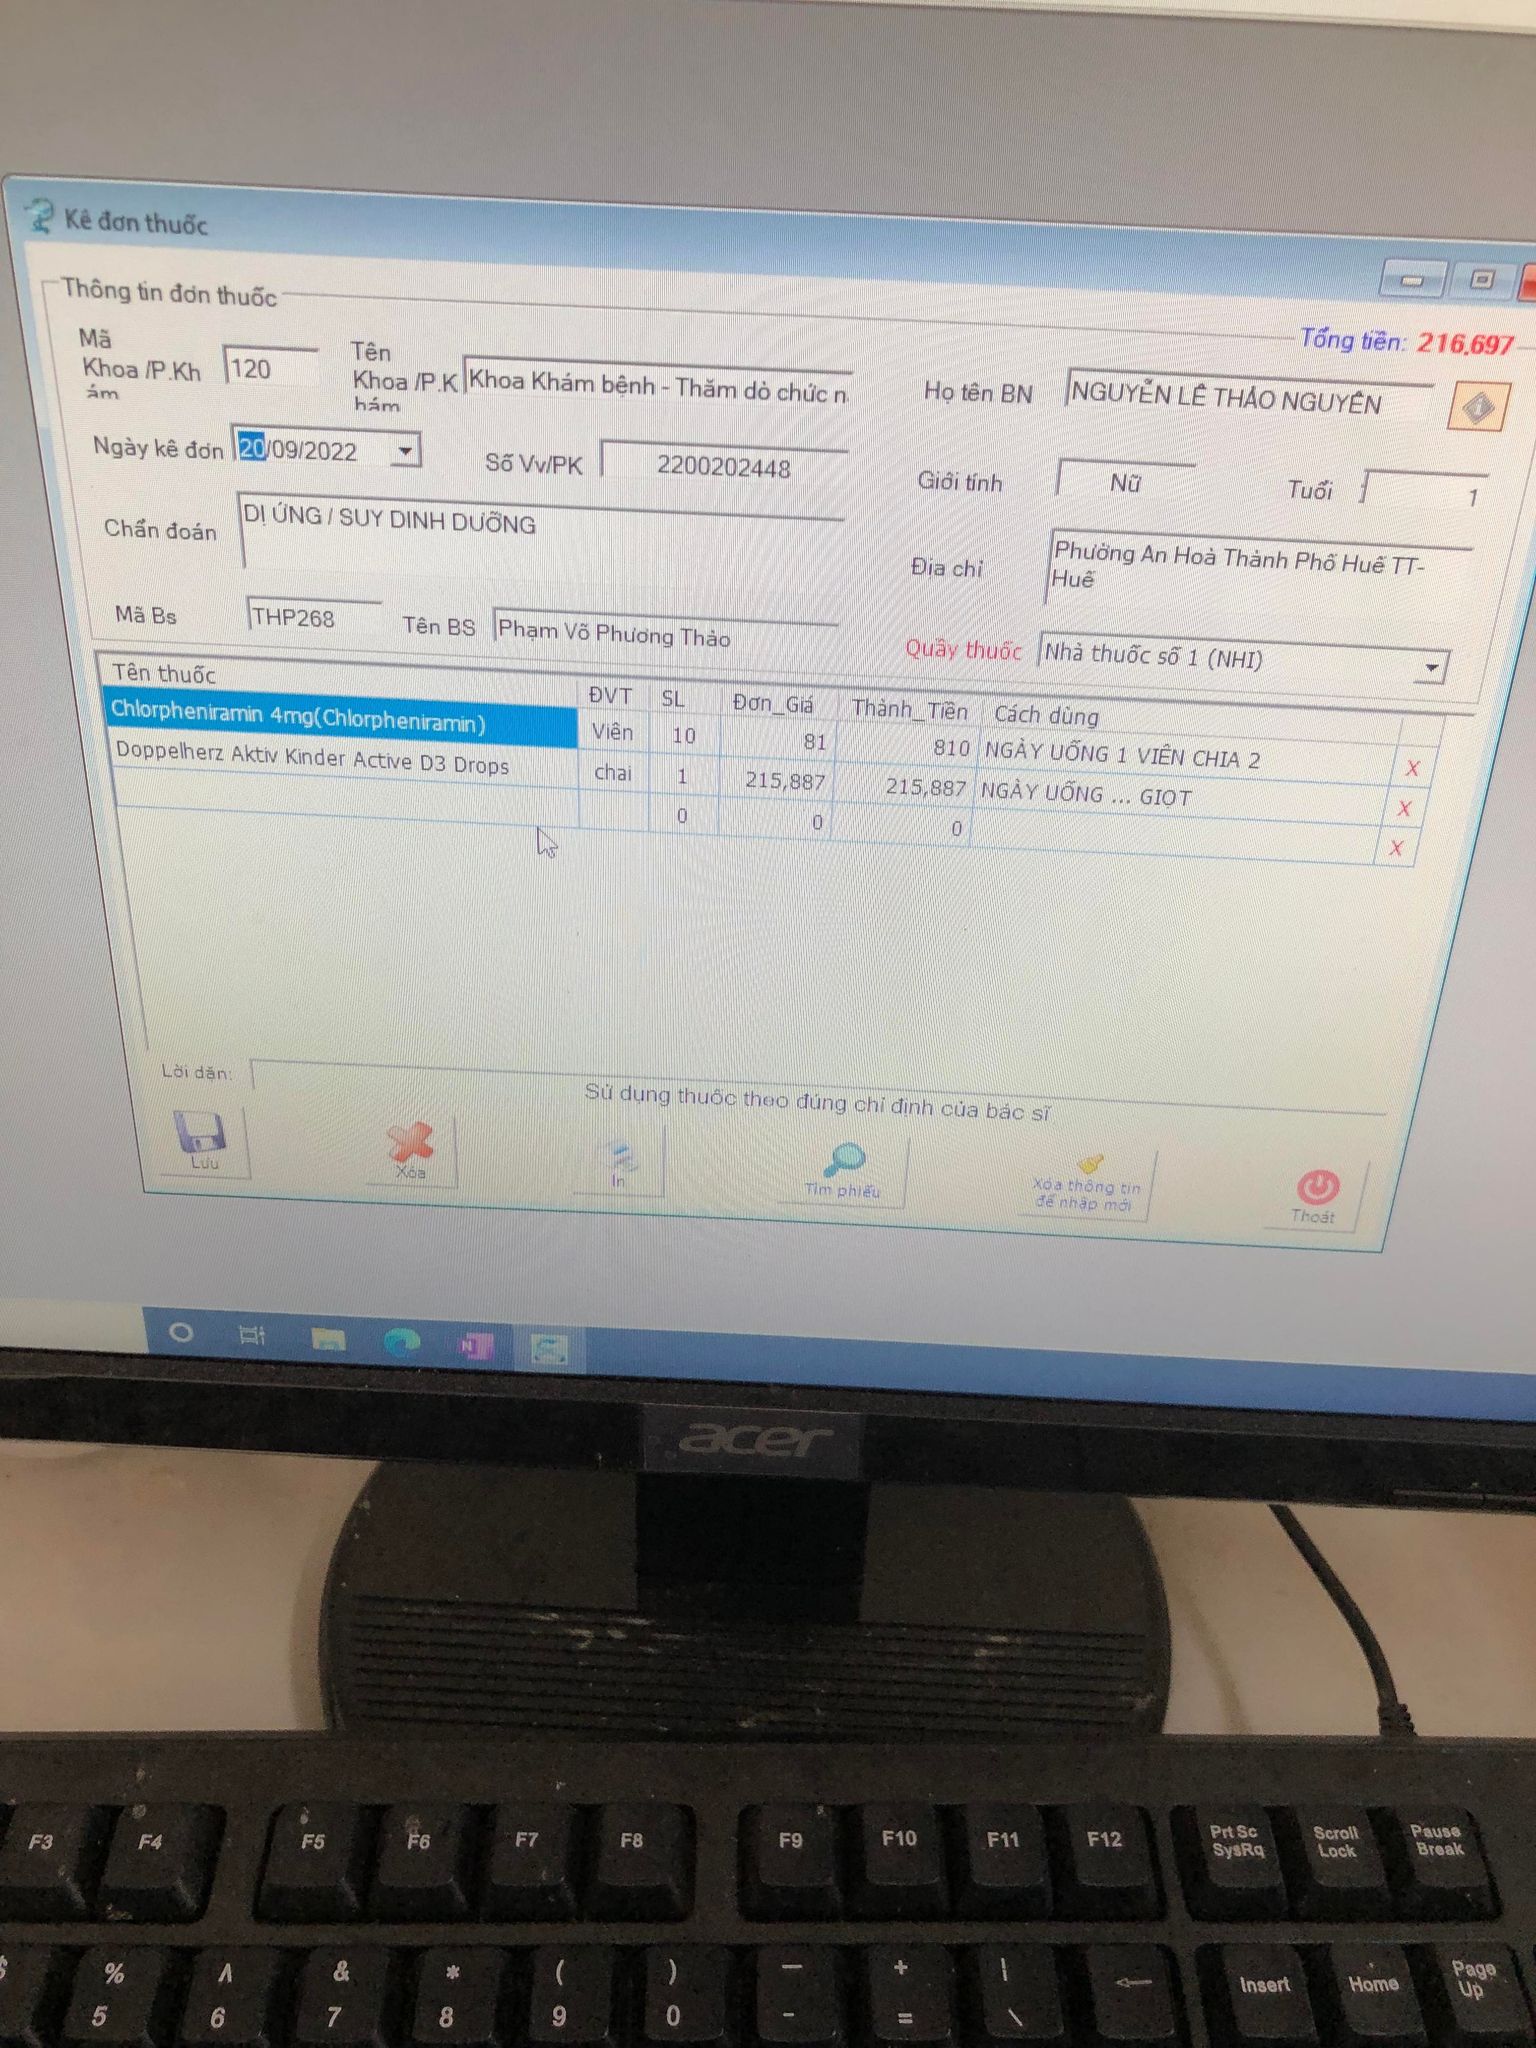 Kê đơn thuốc
Thông tin đơn thuốc
Tổng tiền: 216,697
Mã Khoa /P.Khám
120
Tên Khoa /P.Khám
Khoa Khám bệnh - Thăm dò chức n
Họ tên BN
NGUYỄN LÊ THẢO NGUYÊN
Ngày kê đơn
20/09/2022
Số Vv/PK
2200202448
Giới tính
Nữ
Tuổi
1
Chẩn đoán
DỊ ỨNG / SUY DINH DƯỠNG
Địa chỉ
Phường An Hoà Thành Phố Huế TT-
Huế
Mã Bs
THP268
Tên BS
Phạm Võ Phương Thảo
Quầy thuốc
Nhà thuốc số 1 (NHI)
Tên thuốc ĐVT SL Đơn_Giá Thành_Tiền Cách dùng
Chlorpheniramin 4mg(Chlorpheniramin) Viên 10 81 810 NGÀY UỐNG 1 VIÊN CHIA 2 X
Doppelherz Aktiv Kinder Active D3 Drops chai 1 215,887 215,887 NGÀY UỐNG ... GIOT X
0 0 0 X
Lời dặn:
Sử dụng thuốc theo đúng chỉ định của bác sĩ
Lưu
Xóa
In
Tìm phiếu
Xóa thông tin
để nhập mới
Thoát
N
acer
F3 F4 F5 F6 F7 F8 F9 F10 F11 F12 Prt Sc SysRq Scroll Lock Pause Break
$ % 5 ^ 6 & 7 * 8 ( 9 ) 0 — - + = | \ ← Insert Home Page Up